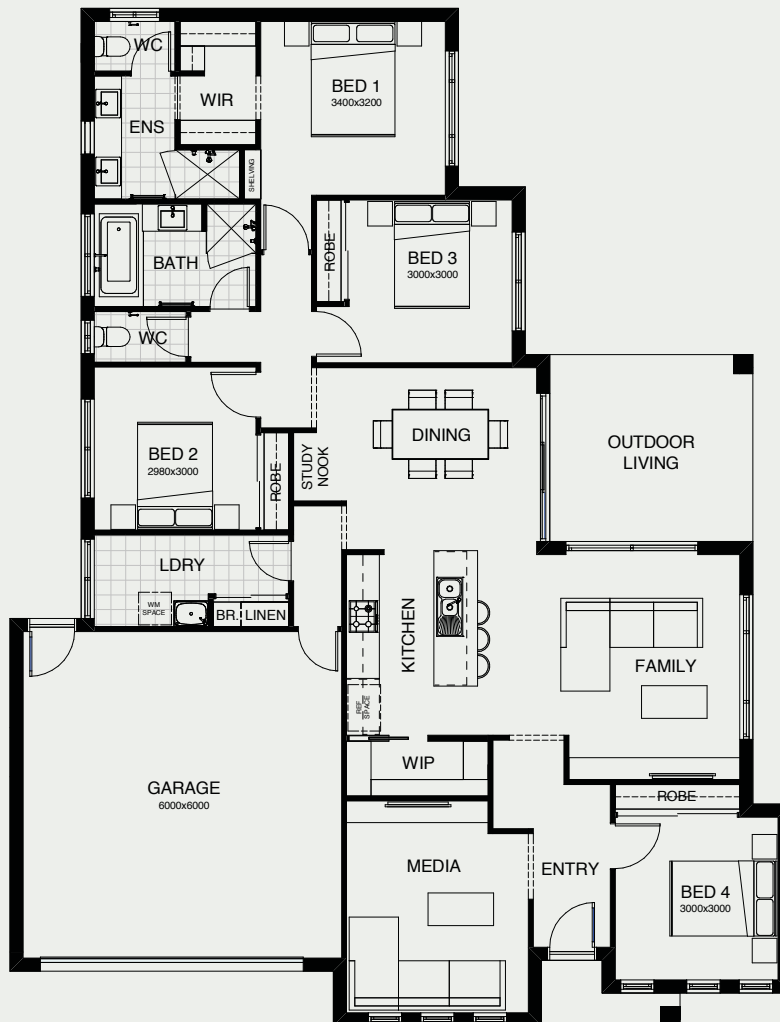 WC
WIR
BED 1
3400x3200
ENS
SHELVING
BATH
ROBE
BED 3
3000x3000
WC
DINING
OUTDOOR
LIVING
BED 2
2980x3000
ROBE
STUDY
NOOK
LDRY
WM
SPACE
BR. LINEN
KITCHEN
FAMILY
REF
SPACE
WIP
GARAGE
6000x6000
ROBE
MEDIA
ENTRY
BED 4
3000x3000